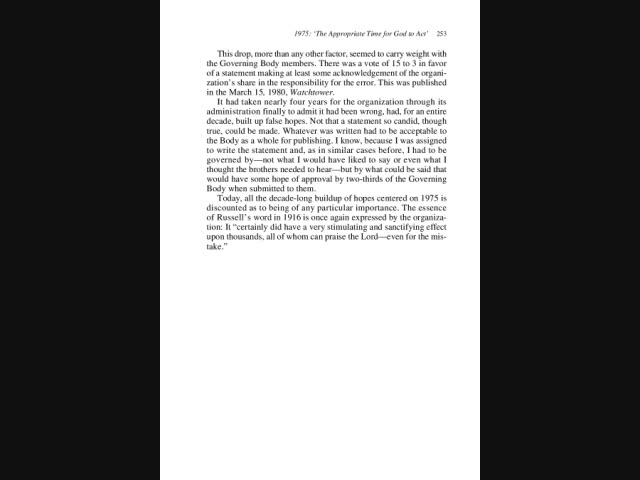 1975: 'The Appropriate Time for God to Act' 253
This drop, more than any other factor, seemed to carry weight with
the Governing Body members. There was a vote of 15 to 3 in favor
of a statement making at least some acknowledgement of the organi-
zation's share in the responsibility for the error. This was published
in the March 15, 1980, Watchtower.
It had taken nearly four years for the organization through its
administration finally to admit it had been wrong, had, for an entire
decade, built up false hopes. Not that a statement so candid, though
true, could be made. Whatever was written had to be acceptable to
the Body as a whole for publishing. I know, because I was assigned
to write the statement and, as in similar cases before, I had to be
governed by—not what I would have liked to say or even what I
thought the brothers needed to hear—but by what could be said that
would have some hope of approval by two-thirds of the Governing
Body when submitted to them.
Today, all the decade-long buildup of hopes centered on 1975 is
discounted as to being of any particular importance. The essence
of Russell's word in 1916 is once again expressed by the organiza-
tion: It "certainly did have a very stimulating and sanctifying effect
upon thousands, all of whom can praise the Lord—even for the mis-
take."